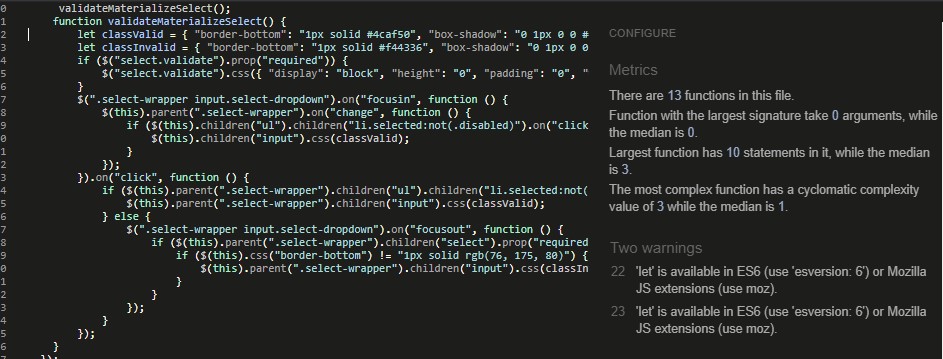 0 validateMaterializeSelect();
1 function validateMaterializeSelect() {
2 let classValid = { "border-bottom": "1px solid #4caf50", "box-shadow": "0 1px 0 0 #
3 let classInvalid = { "border-bottom": "1px solid #f44336", "box-shadow": "0 1px 0 0
4 if ($("select.validate").prop("required")) {
5 $("select.validate").css({ "display": "block", "height": "0", "padding": "0", "
6 }
7 $(".select-wrapper input.select-dropdown").on("focusin", function () {
8 $(this).parent(".select-wrapper").on("change", function () {
9 if ($(this).children("ul").children("li.selected:not(.disabled)").on("click
0 $(this).children("input").css(classValid);
1 }
2 });
3 }).on("click", function () {
4 if ($(this).parent(".select-wrapper").children("ul").children("li.selected:not(
5 $(this).parent(".select-wrapper").children("input").css(classValid);
6 } else {
7 $(".select-wrapper input.select-dropdown").on("focusout", function () {
8 if ($(this).parent(".select-wrapper").children("select").prop("required
9 if ($(this).css("border-bottom") != "1px solid rgb(76, 175, 80)") {
0 $(this).parent(".select-wrapper").children("input").css(classIn
1 }
2 }
3 });
4 }
5 });
6 }
7 });
CONFIGURE
Metrics
There are 13 functions in this file.
Function with the largest signature take 0 arguments, while
the median is 0.
Largest function has 10 statements in it, while the median
is 3.
The most complex function has a cyclomatic complexity
value of 3 while the median is 1.
Two warnings
22 'let' is available in ES6 (use 'esversion: 6') or Mozilla
JS extensions (use moz).
23 'let' is available in ES6 (use 'esversion: 6') or Mozilla
JS extensions (use moz).